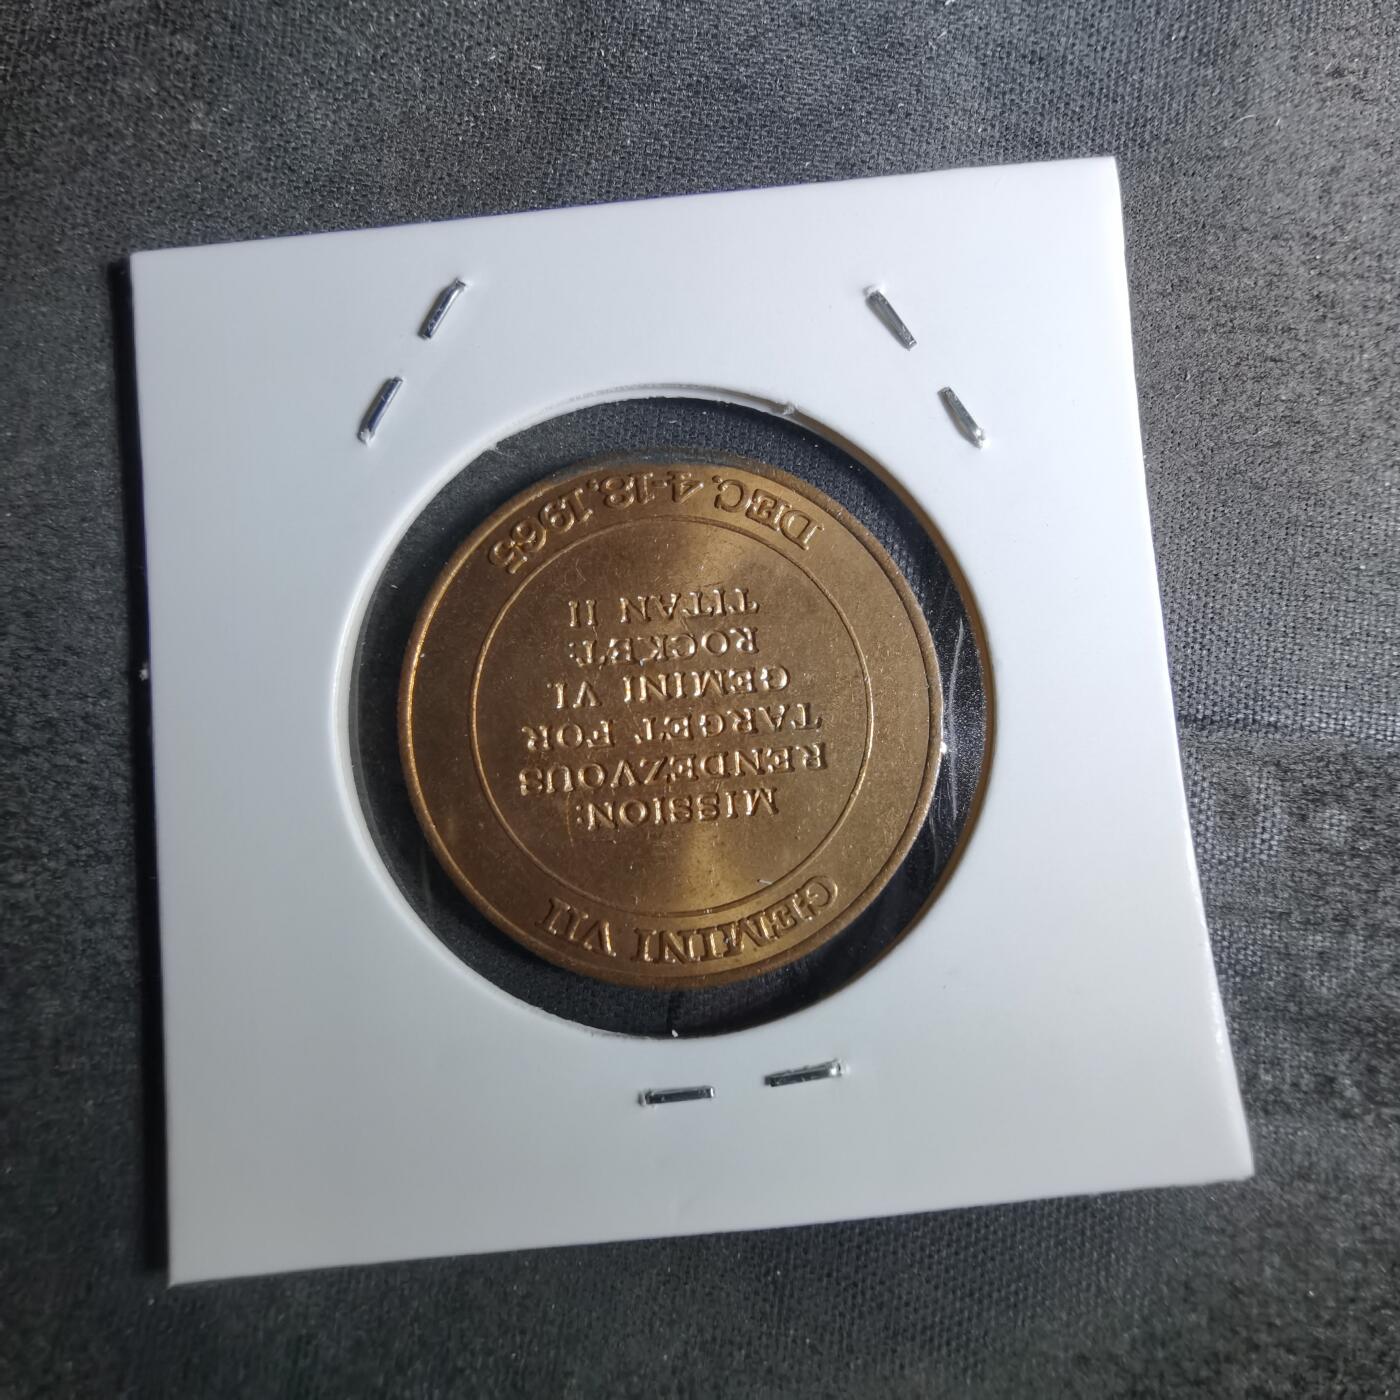 GEMINI VII
MISSION:
RENDEZVOUS
TARGET FOR
GEMINI VI.
ROCKET:
TITAN II
DEC. 4-18, 1965